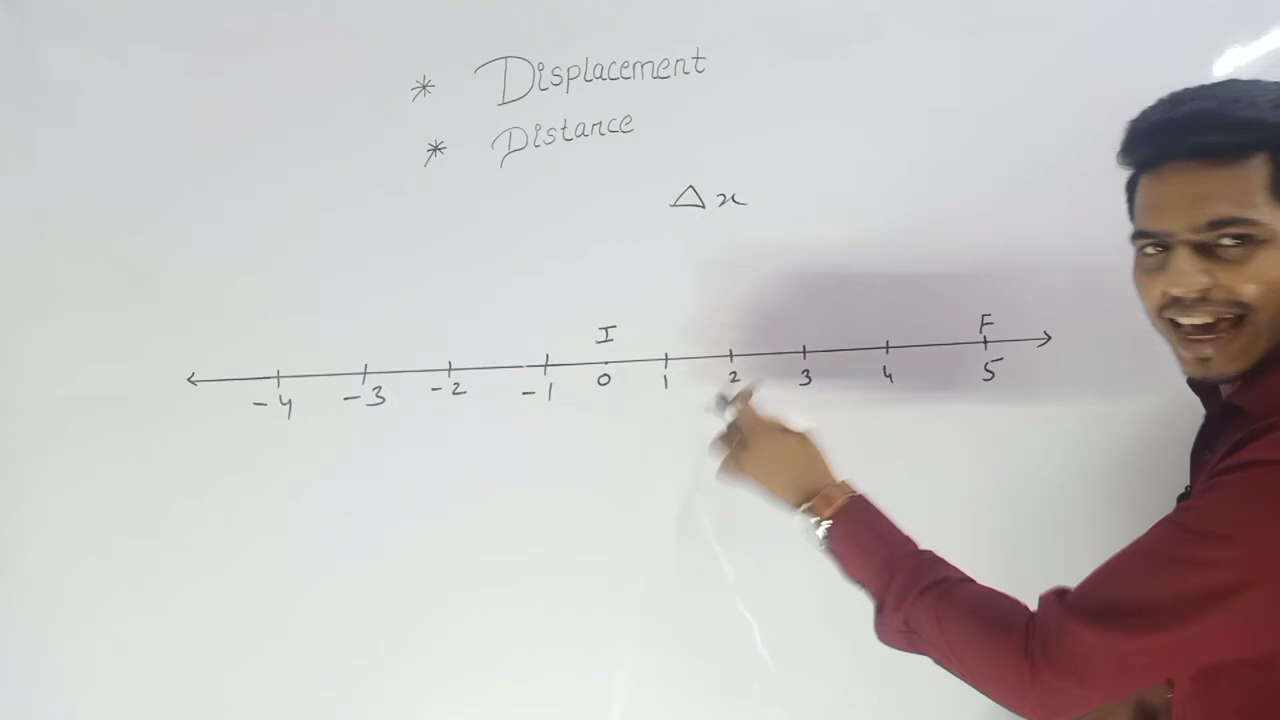 * Displacement
* Distance
Δx
I F
-4 -3 -2 -1 0 1 2 3 4 5